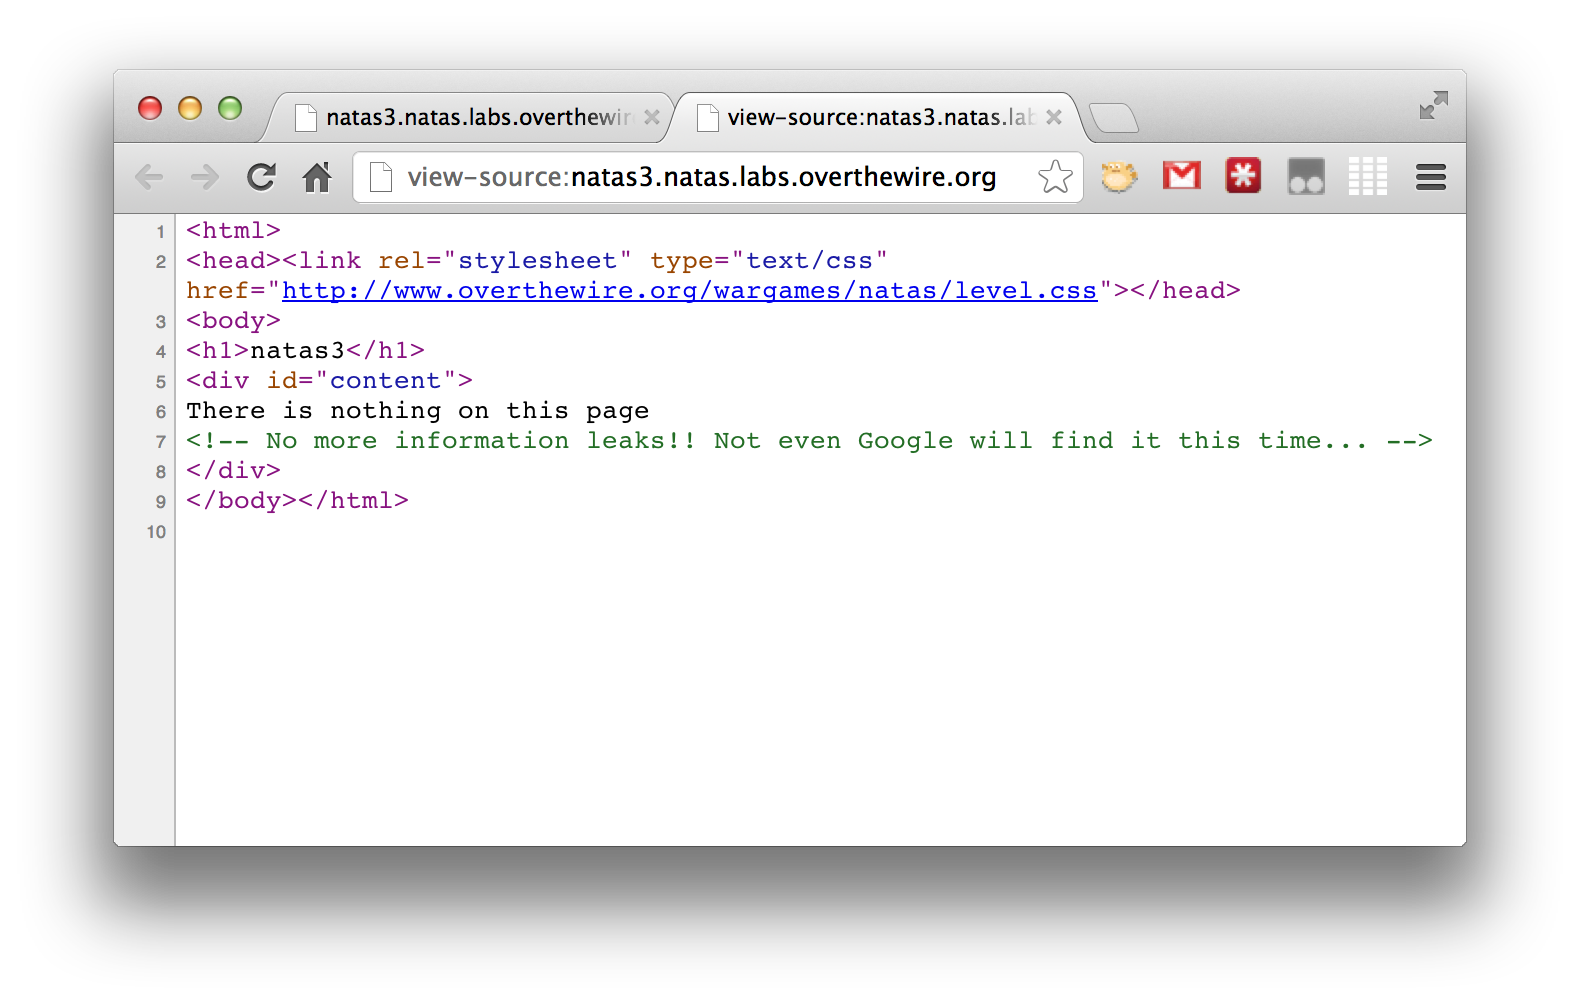 natas3.natas.labs.overthewir
view-source:natas3.natas.lab
view-source:natas3.natas.labs.overthewire.org
1 <html>
2 <head><link rel="stylesheet" type="text/css"
href="http://www.overthewire.org/wargames/natas/level.css"></head>
3 <body>
4 <h1>natas3</h1>
5 <div id="content">
6 There is nothing on this page
7 <!-- No more information leaks!! Not even Google will find it this time... -->
8 </div>
9 </body></html>
10